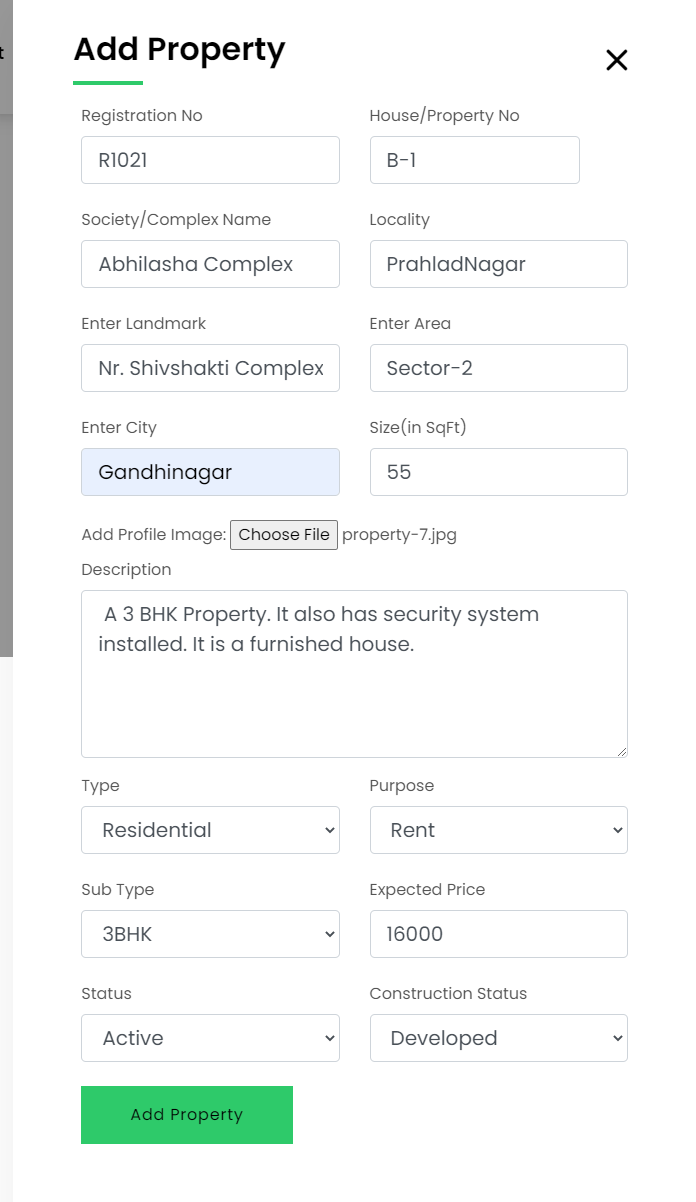 t
Add Property
Registration No
House/Property No
R1021
B-1
Society/Complex Name
Locality
Abhilasha Complex
PrahladNagar
Enter Landmark
Enter Area
Nr. Shivshakti Complex
Sector-2
Enter City
Size(in SqFt)
Gandhinagar
55
Add Profile Image: Choose File property-7.jpg
Description
A 3 BHK Property. It also has security system
installed. It is a furnished house.
Type
Purpose
Residential
Rent
Sub Type
Expected Price
3BHK
16000
Status
Construction Status
Active
Developed
Add Property